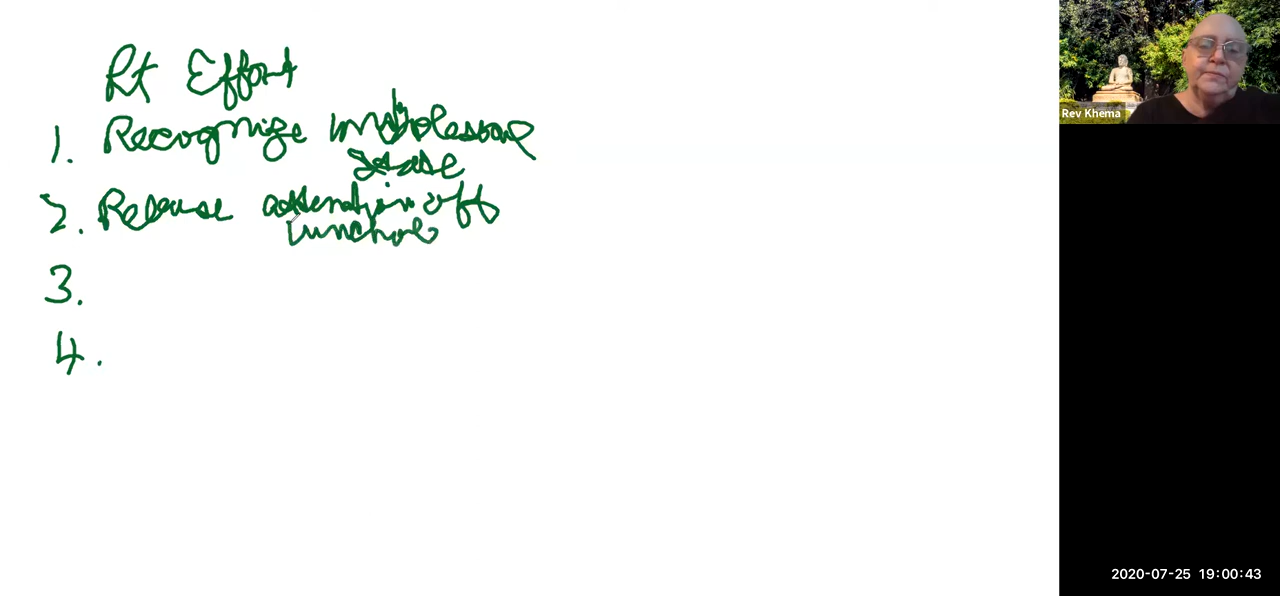 Rt Effort
1. Recognize unwholesome
state
2. Release attention off
unwhole
3.
4.
Rev Khema
2020-07-25 19:00:43